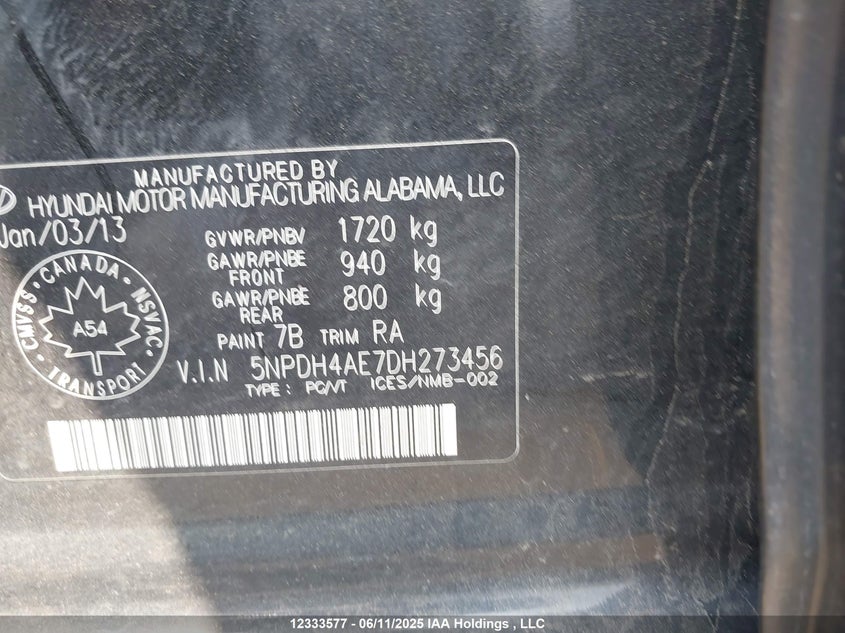 MANUFACTURED BY
HYUNDAI MOTOR MANUFACTURING ALABAMA, LLC
Jan/03/13
GVWR/PNBV 1720 kg
GAWR/PNBE FRONT 940 kg
GAWR/PNBE REAR 800 kg
PAINT 7B TRIM RA
V.I.N 5NPDH4AE7DH273456
TYPE : PC/VT ICES/NMB-002
CANADA
CMVSS · NSVAC
A54
TRANSPORT
12333577 - 06/11/2025 IAA Holdings , LLC